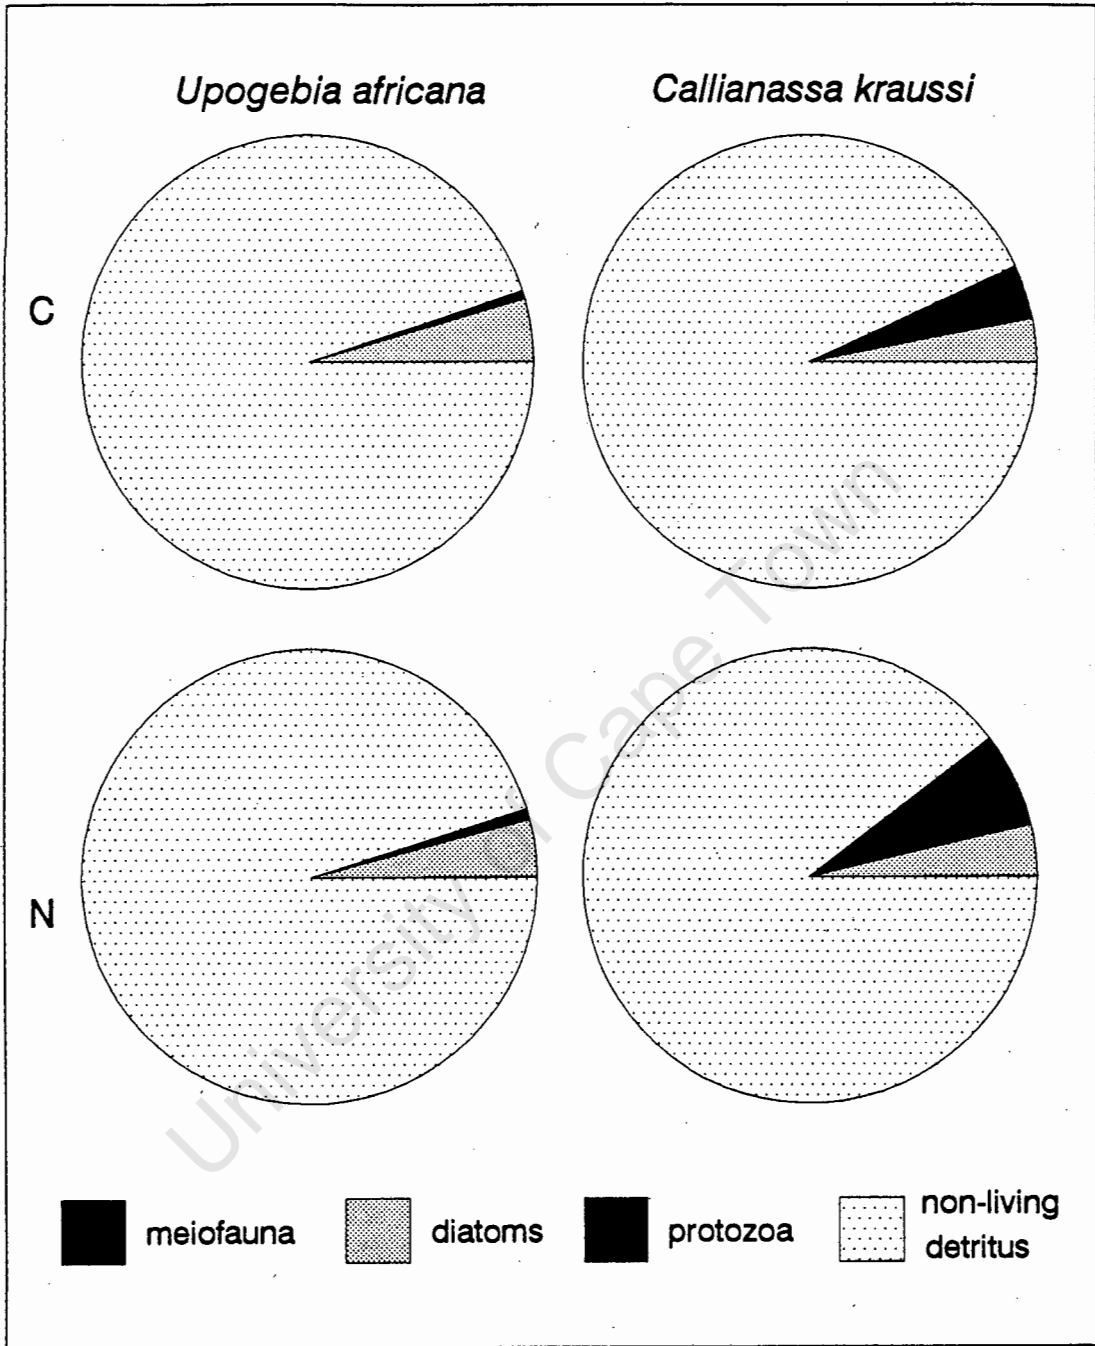 Upogebia africana
Callianassa kraussi
C
N
University of Cape Town
meiofauna
diatoms
protozoa
non-living
detritus